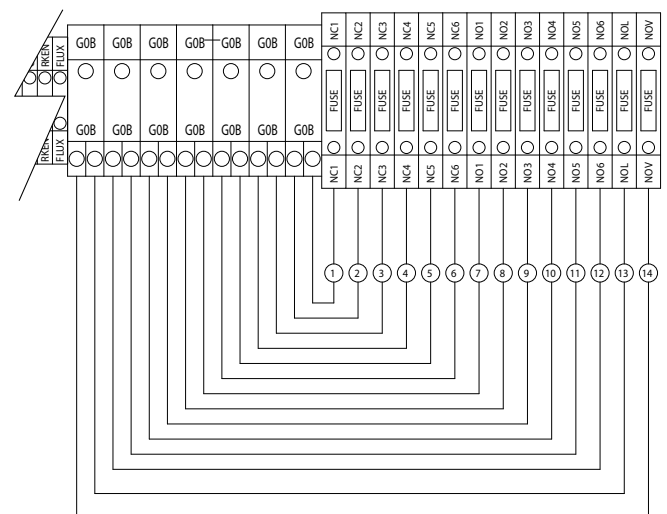 RKEN FLUX G0B G0B G0B G0B G0B G0B G0B NC1 NC2 NC3 NC4 NC5 NC6 NO1 NO2 NO3 NO4 NO5 NO6 NOL NOV
FUSE FUSE FUSE FUSE FUSE FUSE FUSE FUSE FUSE FUSE FUSE FUSE FUSE FUSE
RKEN FLUX G0B G0B G0B G0B G0B G0B G0B
NC1 NC2 NC3 NC4 NC5 NC6 NO1 NO2 NO3 NO4 NO5 NO6 NOL NOV
1 2 3 4 5 6 7 8 9 10 11 12 13 14